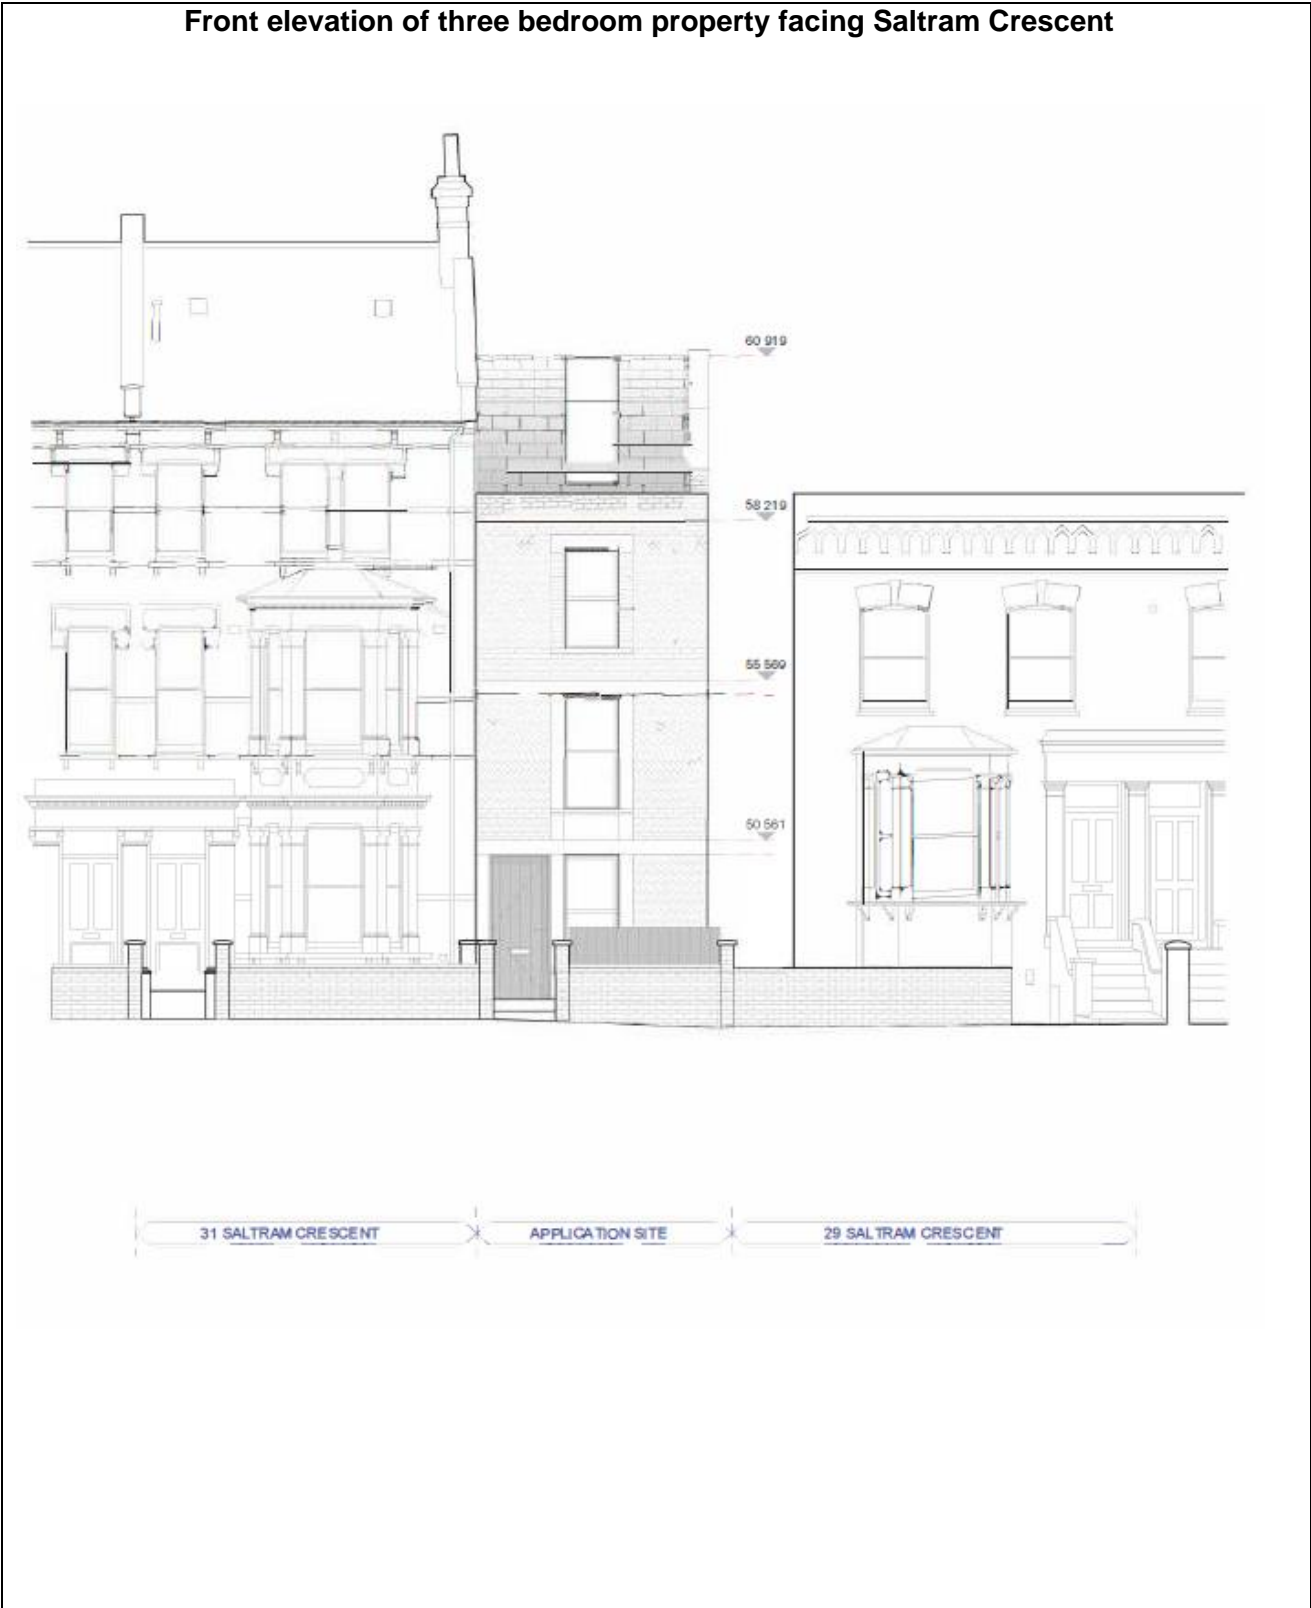 Front elevation of three bedroom property facing Saltram Crescent
60 919
58 219
55 569
50 561
31 SALTRAM CRESCENT
APPLICATION SITE
29 SALTRAM CRESCENT